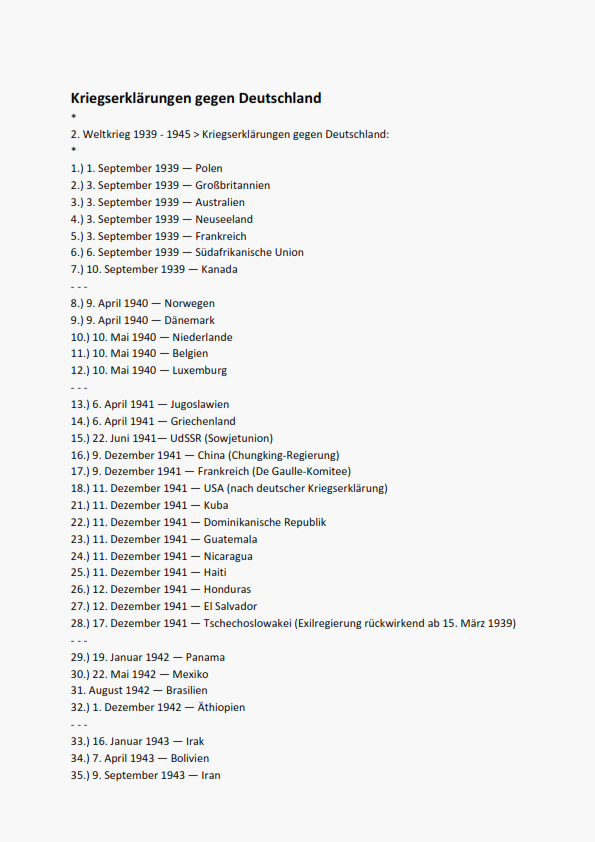 Kriegserklärungen gegen Deutschland
*
2. Weltkrieg 1939 - 1945 > Kriegserklärungen gegen Deutschland:
*
1.) 1. September 1939 — Polen
2.) 3. September 1939 — Großbritannien
3.) 3. September 1939 — Australien
4.) 3. September 1939 — Neuseeland
5.) 3. September 1939 — Frankreich
6.) 6. September 1939 — Südafrikanische Union
7.) 10. September 1939 — Kanada
- - -
8.) 9. April 1940 — Norwegen
9.) 9. April 1940 — Dänemark
10.) 10. Mai 1940 — Niederlande
11.) 10. Mai 1940 — Belgien
12.) 10. Mai 1940 — Luxemburg
- - -
13.) 6. April 1941 — Jugoslawien
14.) 6. April 1941 — Griechenland
15.) 22. Juni 1941— UdSSR (Sowjetunion)
16.) 9. Dezember 1941 — China (Chungking-Regierung)
17.) 9. Dezember 1941 — Frankreich (De Gaulle-Komitee)
18.) 11. Dezember 1941 — USA (nach deutscher Kriegserklärung)
21.) 11. Dezember 1941 — Kuba
22.) 11. Dezember 1941 — Dominikanische Republik
23.) 11. Dezember 1941 — Guatemala
24.) 11. Dezember 1941 — Nicaragua
25.) 11. Dezember 1941 — Haiti
26.) 12. Dezember 1941 — Honduras
27.) 12. Dezember 1941 — El Salvador
28.) 17. Dezember 1941 — Tschechoslowakei (Exilregierung rückwirkend ab 15. März 1939)
- - -
29.) 19. Januar 1942 — Panama
30.) 22. Mai 1942 — Mexiko
31. August 1942 — Brasilien
32.) 1. Dezember 1942 — Äthiopien
- - -
33.) 16. Januar 1943 — Irak
34.) 7. April 1943 — Bolivien
35.) 9. September 1943 — Iran